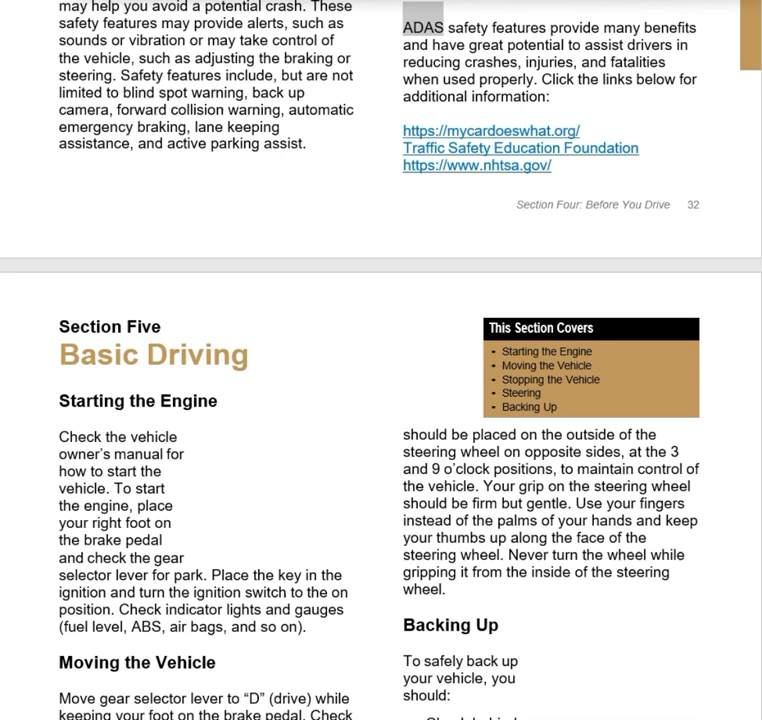 may help you avoid a potential crash. These
safety features may provide alerts, such as
sounds or vibration or may take control of
the vehicle, such as adjusting the braking or
steering. Safety features include, but are not
limited to blind spot warning, back up
camera, forward collision warning, automatic
emergency braking, lane keeping
assistance, and active parking assist.
ADAS safety features provide many benefits
and have great potential to assist drivers in
reducing crashes, injuries, and fatalities
when used properly. Click the links below for
additional information:
https://mycardoeswhat.org/
Traffic Safety Education Foundation
https://www.nhtsa.gov/
Section Four: Before You Drive 32
Section Five
Basic Driving
Starting the Engine
Check the vehicle
owner's manual for
how to start the
vehicle. To start
the engine, place
your right foot on
the brake pedal
and check the gear
selector lever for park. Place the key in the
ignition and turn the ignition switch to the on
position. Check indicator lights and gauges
(fuel level, ABS, air bags, and so on).
Moving the Vehicle
Move gear selector lever to “D” (drive) while
keeping your foot on the brake pedal. Check
This Section Covers
• Starting the Engine
• Moving the Vehicle
• Stopping the Vehicle
• Steering
• Backing Up
should be placed on the outside of the
steering wheel on opposite sides, at the 3
and 9 o’clock positions, to maintain control of
the vehicle. Your grip on the steering wheel
should be firm but gentle. Use your fingers
instead of the palms of your hands and keep
your thumbs up along the face of the
steering wheel. Never turn the wheel while
gripping it from the inside of the steering
wheel.
Backing Up
To safely back up
your vehicle, you
should: